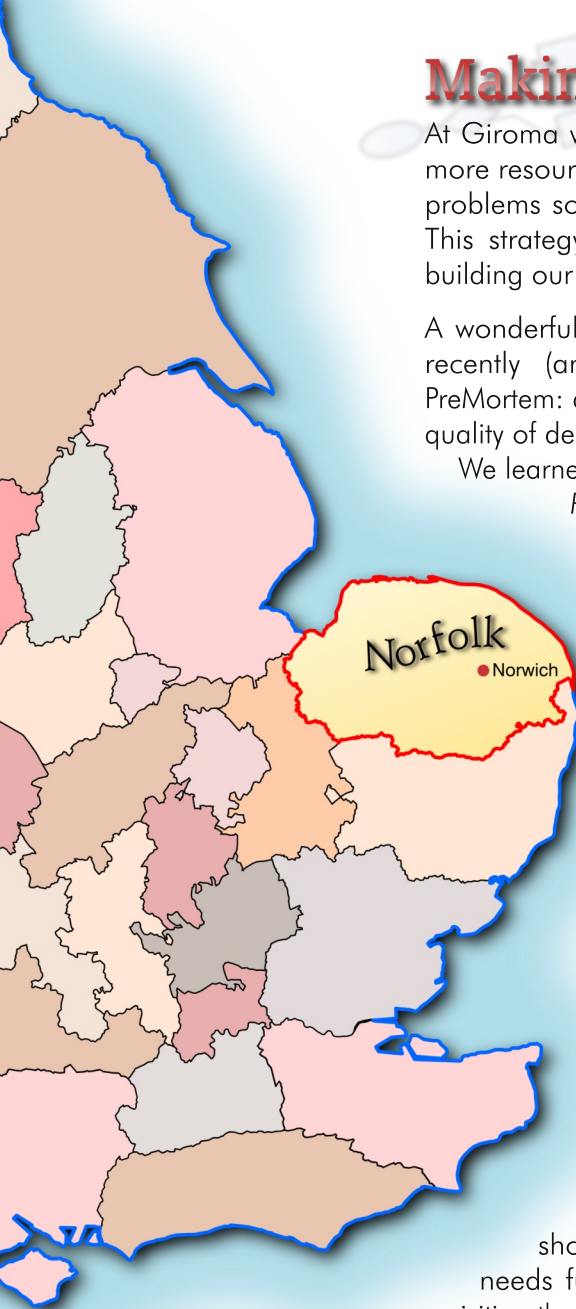 Makin
At Giroma
more resour
problems so
This strategy
building our
A wonderful
recently (ar
PreMortem:
quality of de
We learne
Norfolk
Norwich
sho
needs f